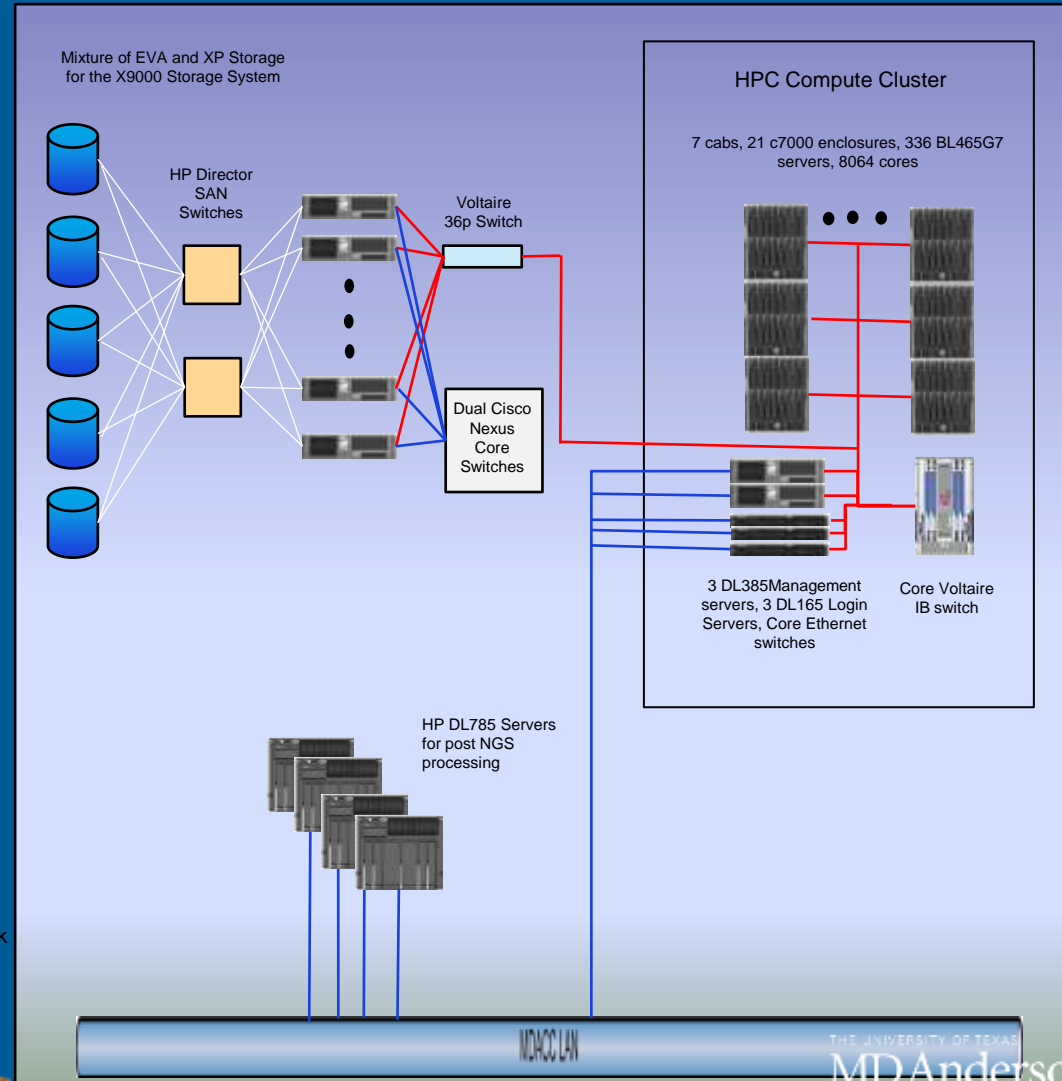 Mixture of EVA and XP Storage
for the X9000 Storage System
HP Director
SAN
Switches
Voltaire
36p Switch
Dual Cisco
Nexus
Core
Switches
HPC Compute Cluster
7 cabs, 21 c7000 enclosures, 336 BL465G7
servers, 8064 cores
3 DL385Management
servers, 3 DL165 Login
Servers, Core Ethernet
switches
Core Voltaire
IB switch
HP DL785 Servers
for post NGS
processing
k
MDACC LAN
THE UNIVERSITY OF TEXAS
MD Anderso